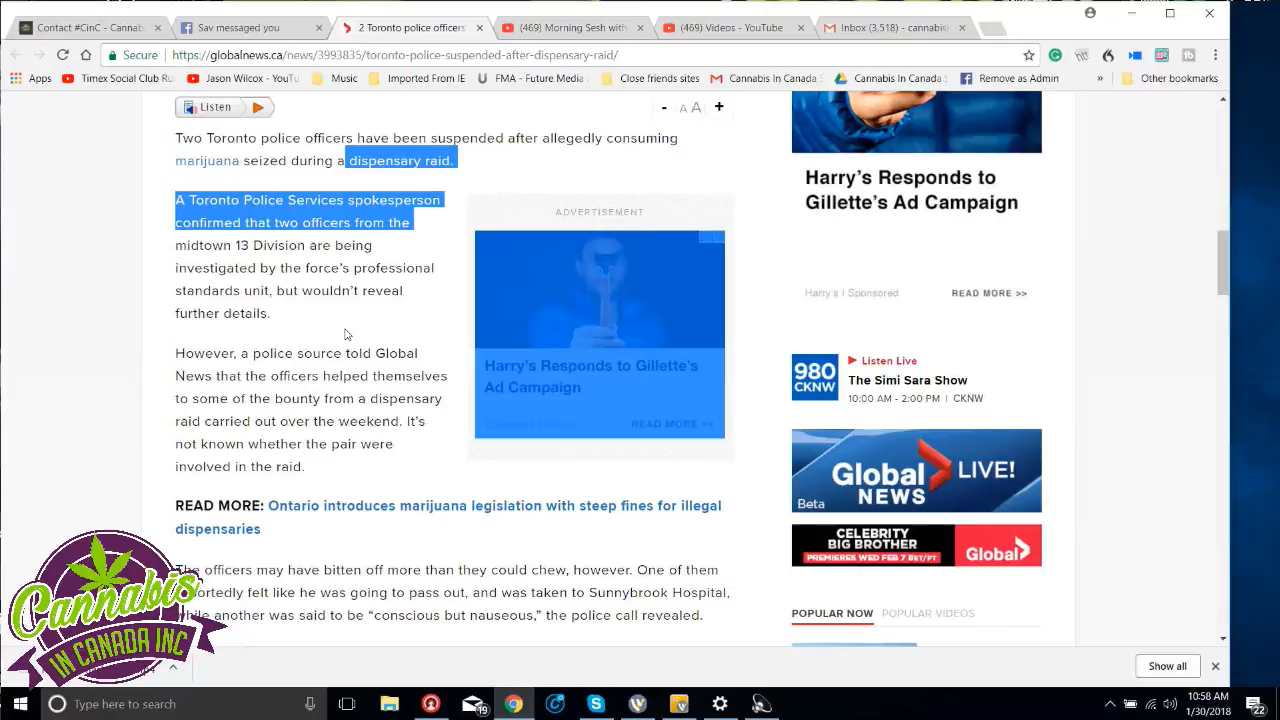 Contact #CinC - Cannab
Sav messaged you
2 Toronto police officers
(469) Morning Sesh with
(469) Videos - YouTube
Inbox (3,518) - cannabis
Secure
https://globalnews.ca/news/3993835/toronto-police-suspended-after-dispensary-raid/
Apps
Timex Social Club Ru
Jason Wilcox - YouTu
Music
Imported From IE
FMA - Future Media
Close friends sites
Cannabis In Canada S
Cannabis In Canada S
Remove as Admin
»
Other bookmarks
Listen
- A A +
Two Toronto police officers have been suspended after allegedly consuming
marijuana seized during a dispensary raid.
A Toronto Police Services spokesperson
confirmed that two officers from the
midtown 13 Division are being
investigated by the force's professional
standards unit, but wouldn't reveal
further details.
However, a police source told Global
News that the officers helped themselves
to some of the bounty from a dispensary
raid carried out over the weekend. It's
not known whether the pair were
involved in the raid.
ADVERTISEMENT
Harry's Responds to Gillette's
Ad Campaign
READ MORE >>
READ MORE: Ontario introduces marijuana legislation with steep fines for illegal
dispensaries
officers may have bitten off more than they could chew, however. One of them
reportedly felt like he was going to pass out, and was taken to Sunnybrook Hospital,
while another was said to be “conscious but nauseous,” the police call revealed.
Harry's Responds to
Gillette's Ad Campaign
Harry's | Sponsored
READ MORE >>
980
CKNW
Listen Live
The Simi Sara Show
10:00 AM - 2:00 PM | CKNW
Global
NEWS
LIVE!
Beta
CELEBRITY
BIG BROTHER
PREMIERES WED FEB 7 8ET/PT
Global
POPULAR NOW
POPULAR VIDEOS
Cannabis
IN CANADA INC
Show all
Type here to search
19
10:58 AM
1/30/2018
22